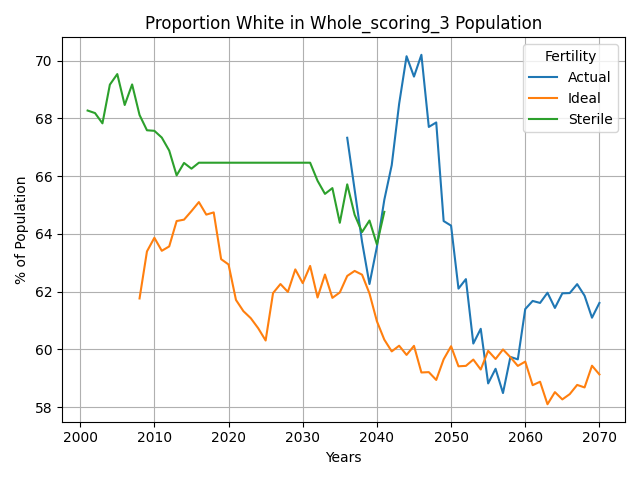 Proportion White in Whole_scoring_3 Population
Fertility
Actual
Ideal
Sterile
% of Population
70
68
66
64
62
60
58
2000
2010
2020
2030
2040
2050
2060
2070
Years